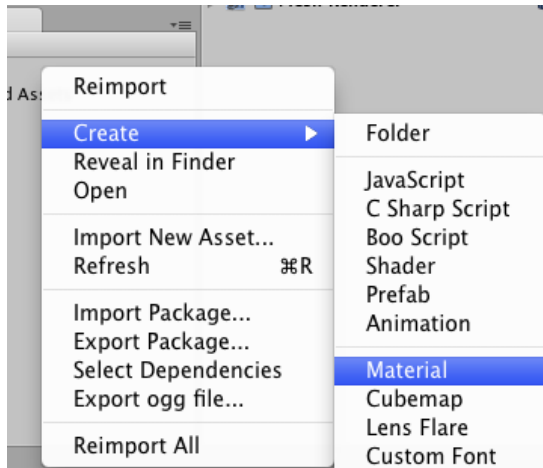 Reimport
Create
Reveal in Finder
Open
Import New Asset...
Refresh ⌘R
Import Package...
Export Package...
Select Dependencies
Export ogg file...
Reimport All
Folder
JavaScript
C Sharp Script
Boo Script
Shader
Prefab
Animation
Material
Cubemap
Lens Flare
Custom Font